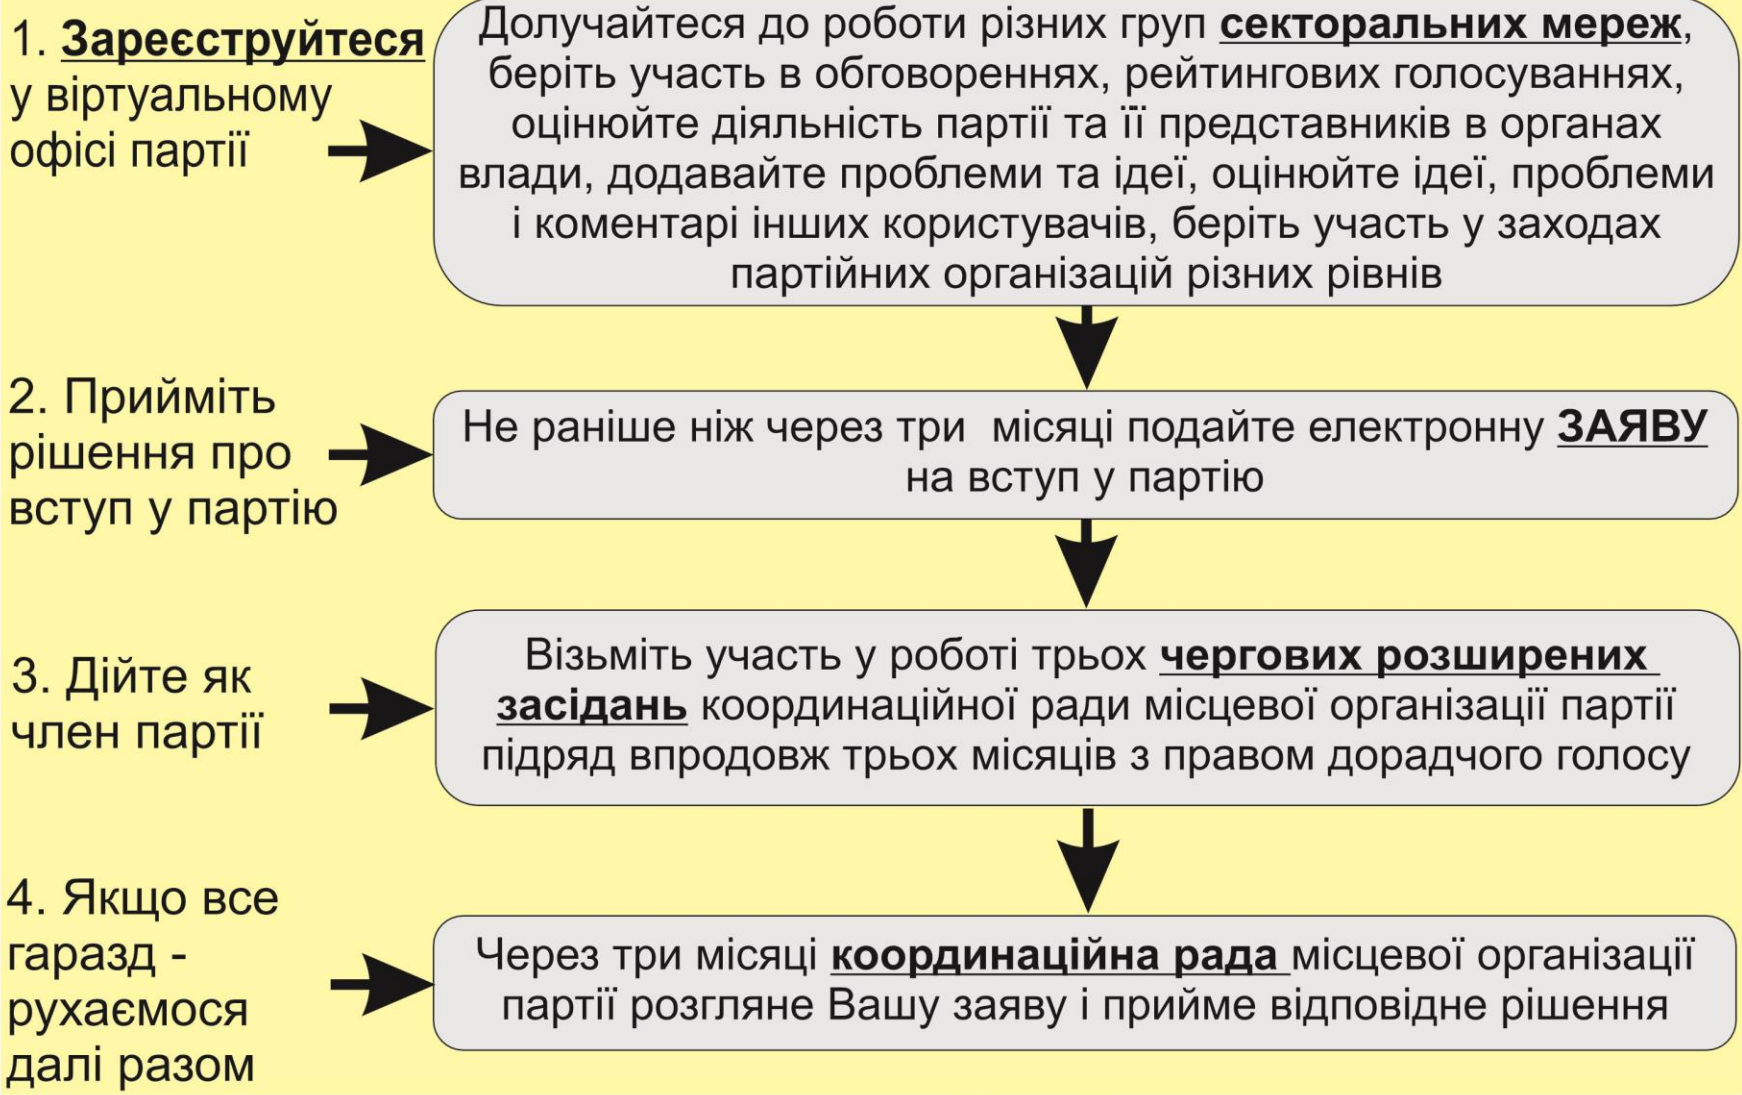 1. Зареєструйтеся
у віртуальному
офісі партії
Долучайтеся до роботи різних груп секторальних мереж,
беріть участь в обговореннях, рейтингових голосуваннях,
оцінюйте діяльність партії та її представників в органах
влади, додавайте проблеми та ідеї, оцінюйте ідеї, проблеми
і коментарі інших користувачів, беріть участь у заходах
партійних організацій різних рівнів
2. Прийміть
рішення про
вступ у партію
Не раніше ніж через три місяці подайте електронну ЗАЯВУ
на вступ у партію
3. Дійте як
член партії
Візьміть участь у роботі трьох чергових розширених
засідань координаційної ради місцевої організації партії
підряд впродовж трьох місяців з правом дорадчого голосу
4. Якщо все
гаразд -
рухаємося
далі разом
Через три місяці координаційна рада місцевої організації
партії розгляне Вашу заяву і прийме відповідне рішення